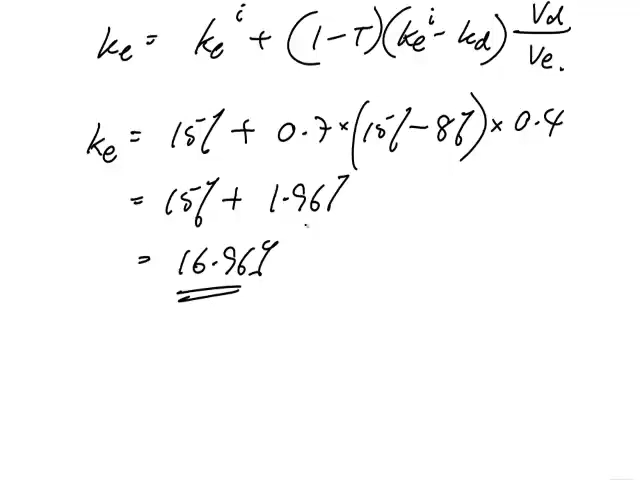 ke = ke^i + (1-T)(ke^i - kd) Vd/Ve.
ke = 15% + 0.7 × (15% - 8%) × 0.4
= 15% + 1.96%
= 16.96%